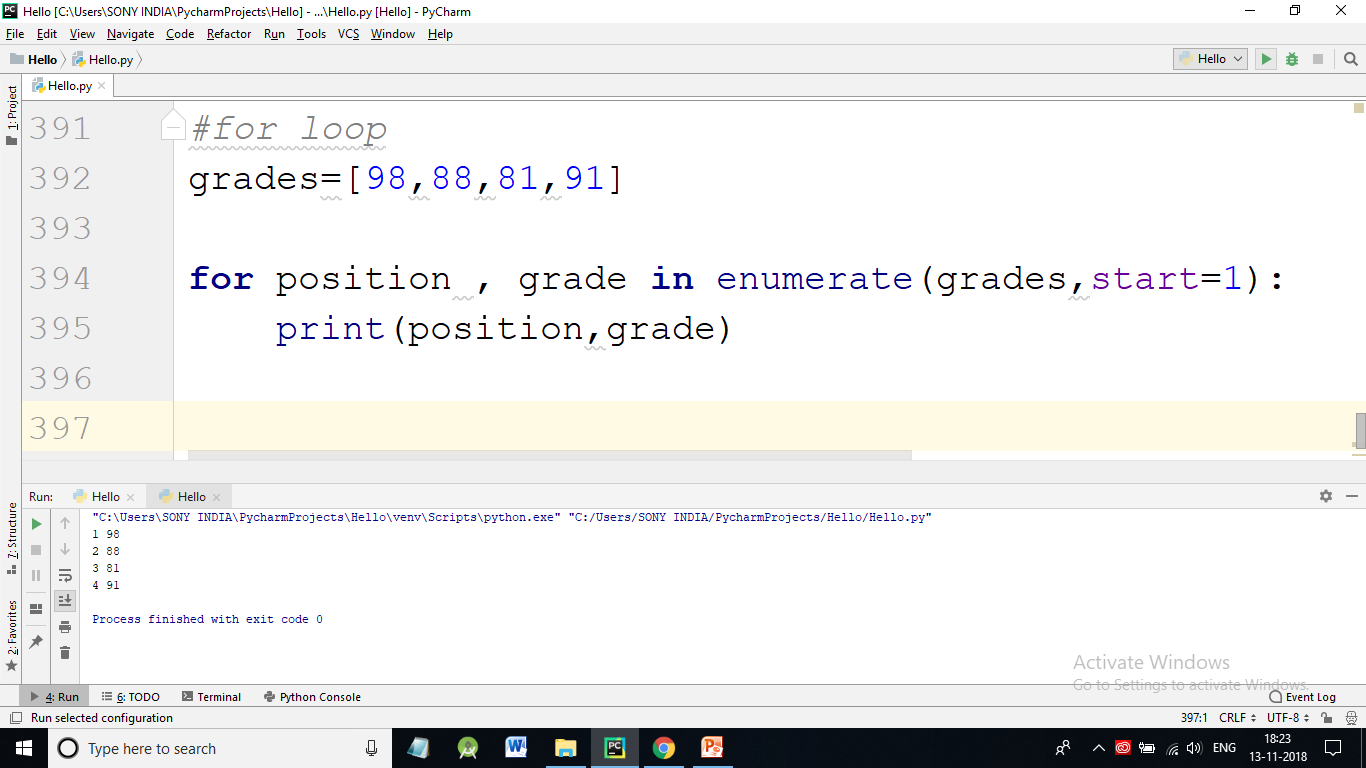 Hello [C:\Users\SONY INDIA\PycharmProjects\Hello] - ...\Hello.py [Hello] - PyCharm
File Edit View Navigate Code Refactor Run Tools VCS Window Help
Hello Hello.py Hello
Hello.py
1: Project
391 #for loop
392 grades=[98,88,81,91]
393
394 for position , grade in enumerate(grades,start=1):
395     print(position,grade)
396
397
Run: Hello Hello
7: Structure
2: Favorites
"C:\Users\SONY INDIA\PycharmProjects\Hello\venv\Scripts\python.exe" "C:/Users/SONY INDIA/PycharmProjects/Hello/Hello.py"
1 98
2 88
3 81
4 91
Process finished with exit code 0
Activate Windows
Go to Settings to activate Windows.
4: Run 6: TODO Terminal Python Console Event Log
Run selected configuration 397:1 CRLF UTF-8
Type here to search ENG 18:23
13-11-2018